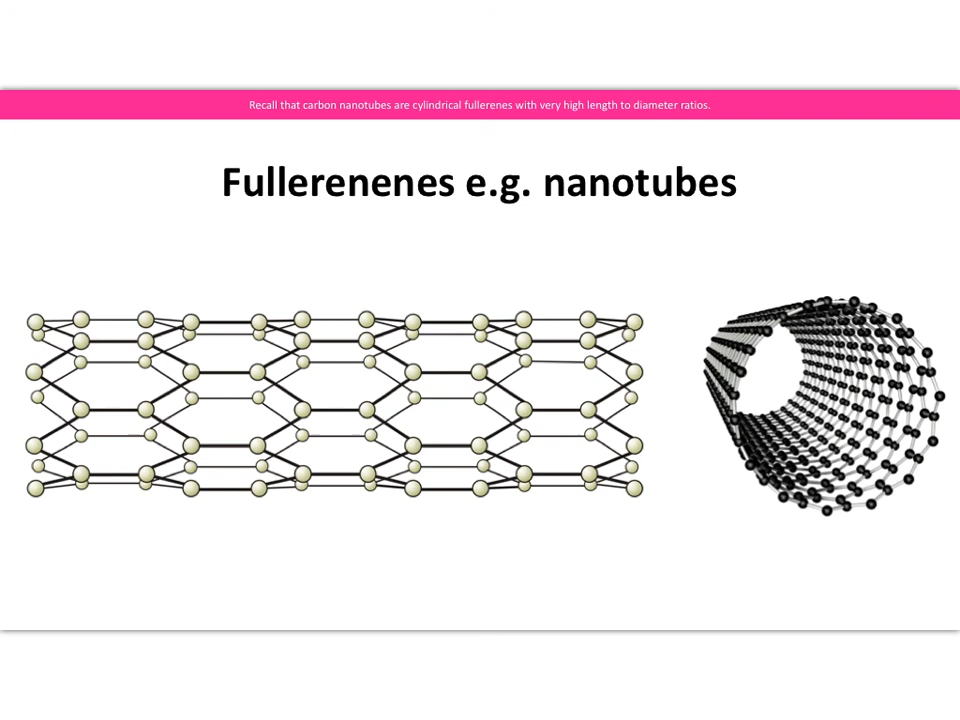 Recall that carbon nanotubes are cylindrical fullerenes with very high length to diameter ratios.
Fullerenenes e.g. nanotubes